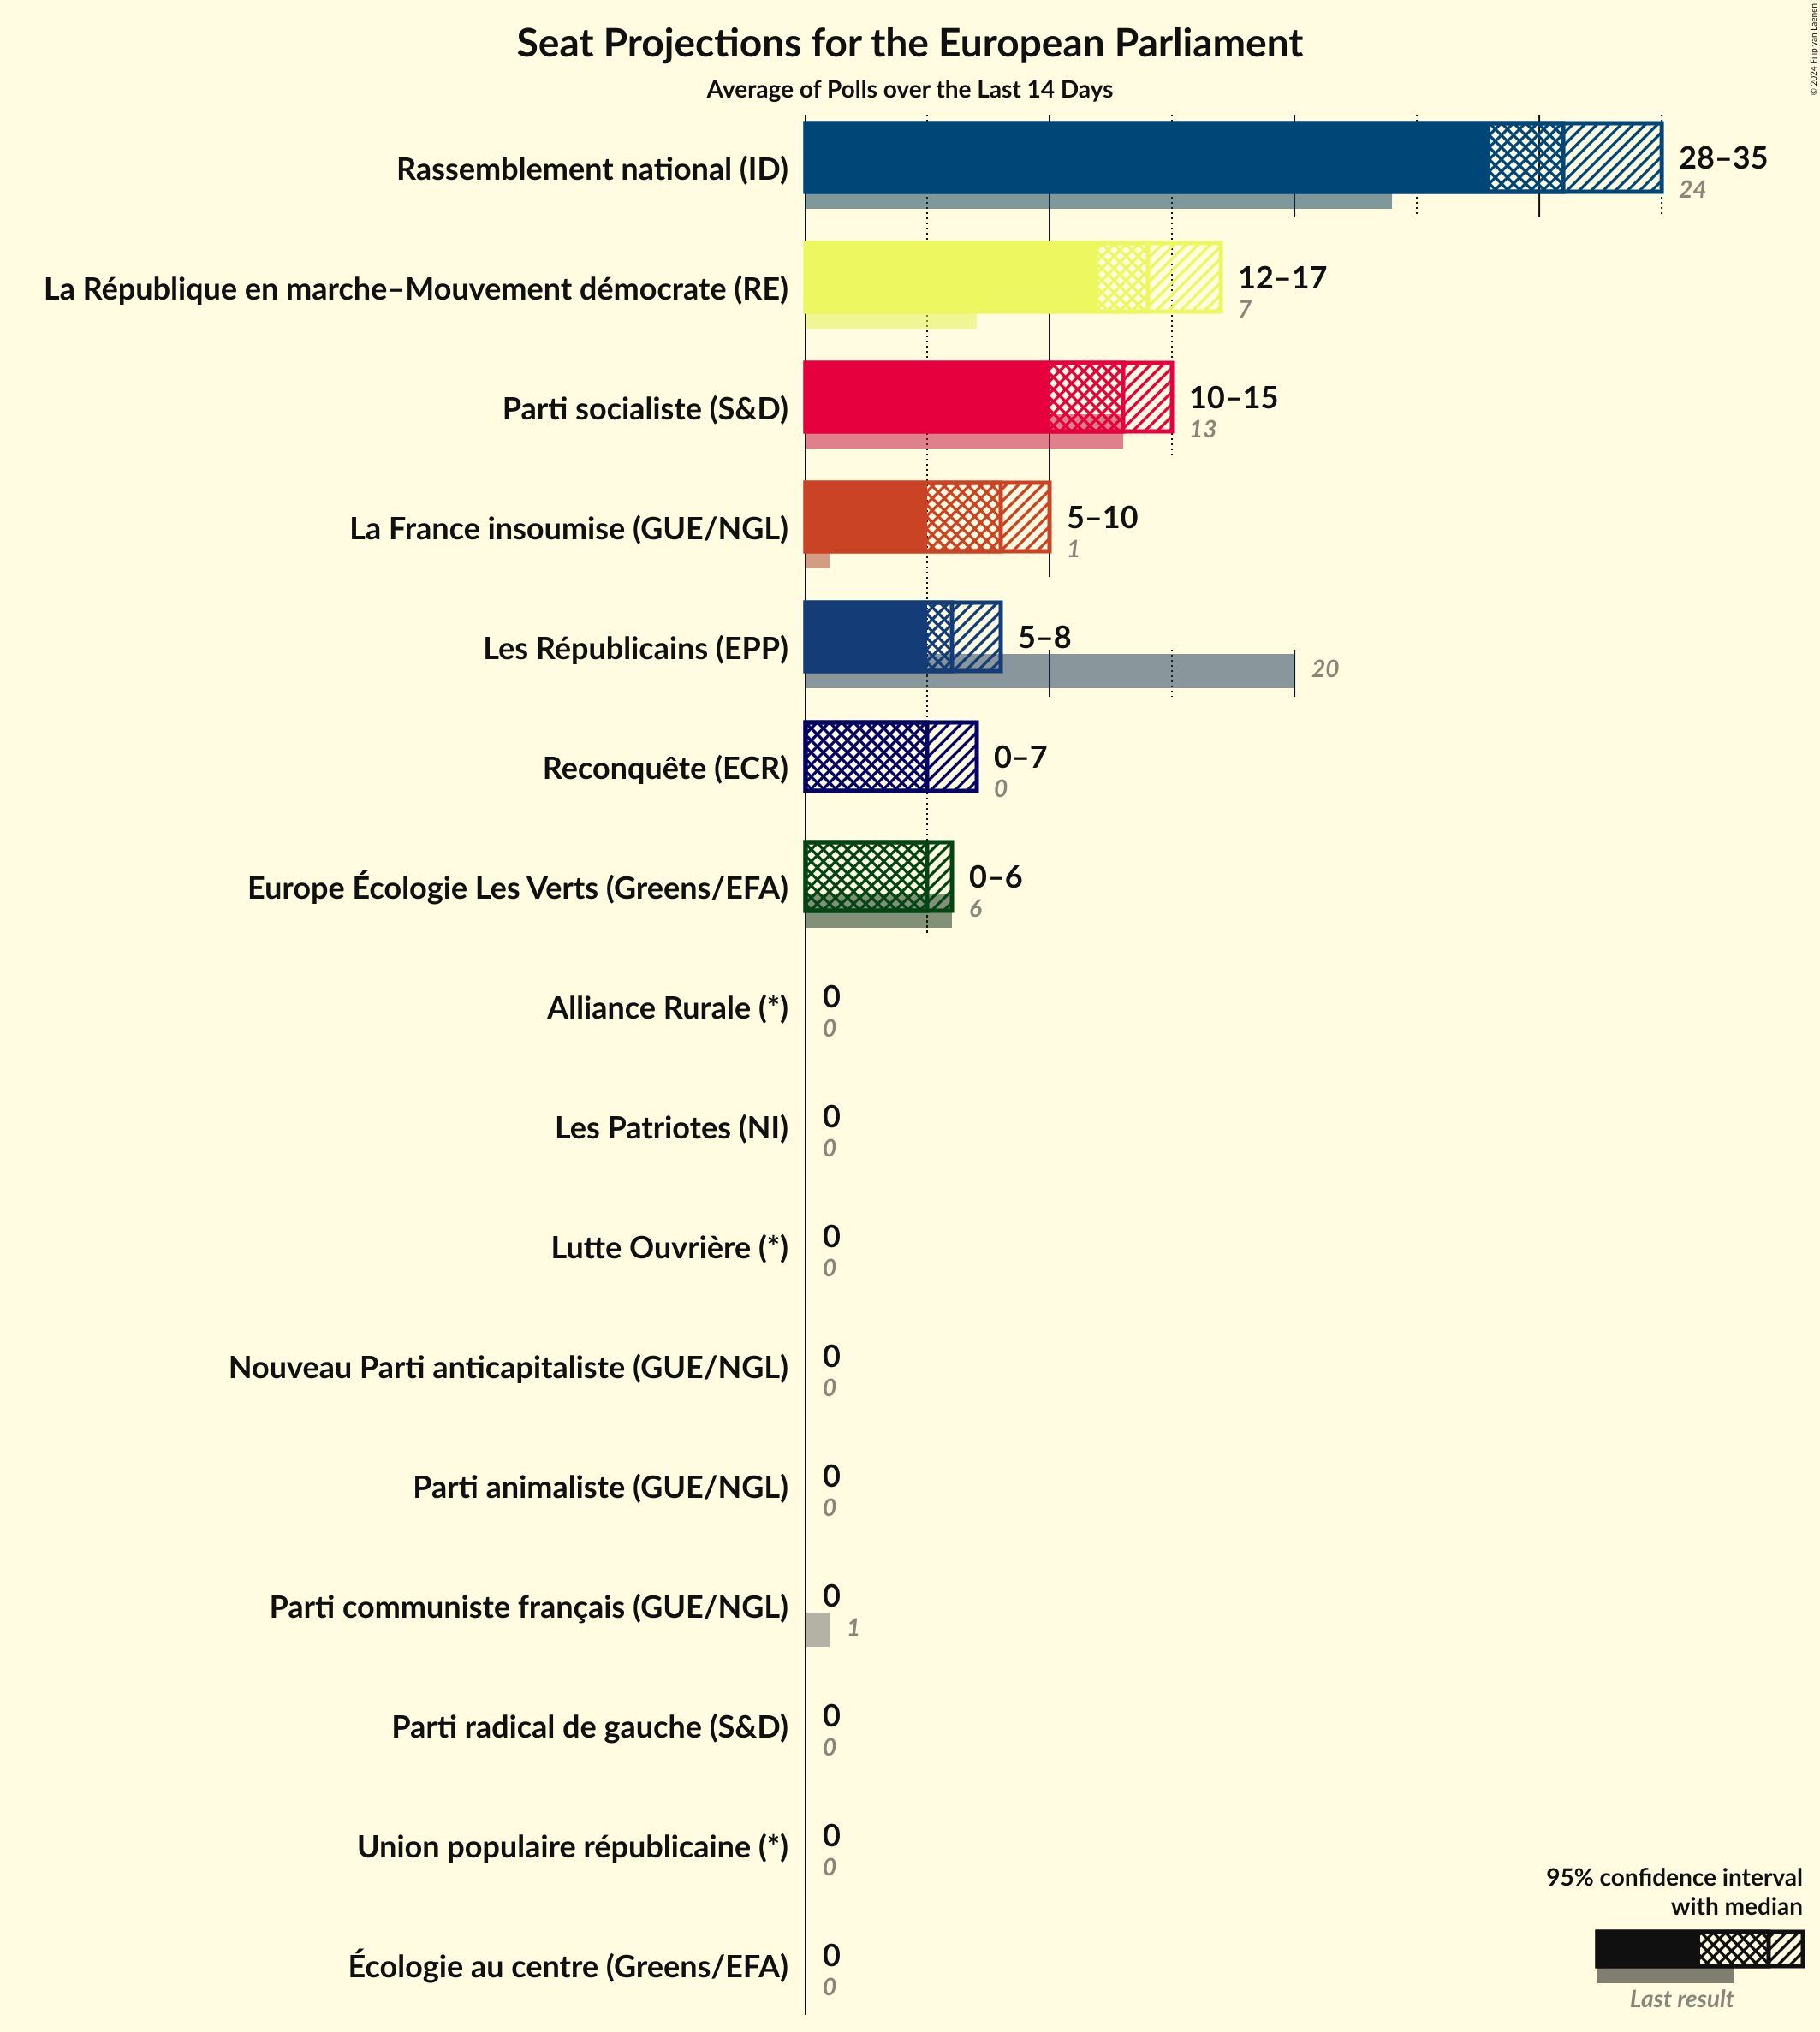 Seat Projections for the European Parliament
Average of Polls over the Last 14 Days
© 2024 Filip van Laenen
Rassemblement national (ID)
28–35
24
La République en marche–Mouvement démocrate (RE)
12–17
7
Parti socialiste (S&D)
10–15
13
La France insoumise (GUE/NGL)
5–10
1
Les Républicains (EPP)
5–8
20
Reconquête (ECR)
0–7
0
Europe Écologie Les Verts (Greens/EFA)
0–6
6
Alliance Rurale (*)
0
0
Les Patriotes (NI)
0
0
Lutte Ouvrière (*)
0
0
Nouveau Parti anticapitaliste (GUE/NGL)
0
0
Parti animaliste (GUE/NGL)
0
0
Parti communiste français (GUE/NGL)
0
1
Parti radical de gauche (S&D)
0
0
Union populaire républicaine (*)
0
0
Écologie au centre (Greens/EFA)
0
0
95% confidence interval
with median
Last result